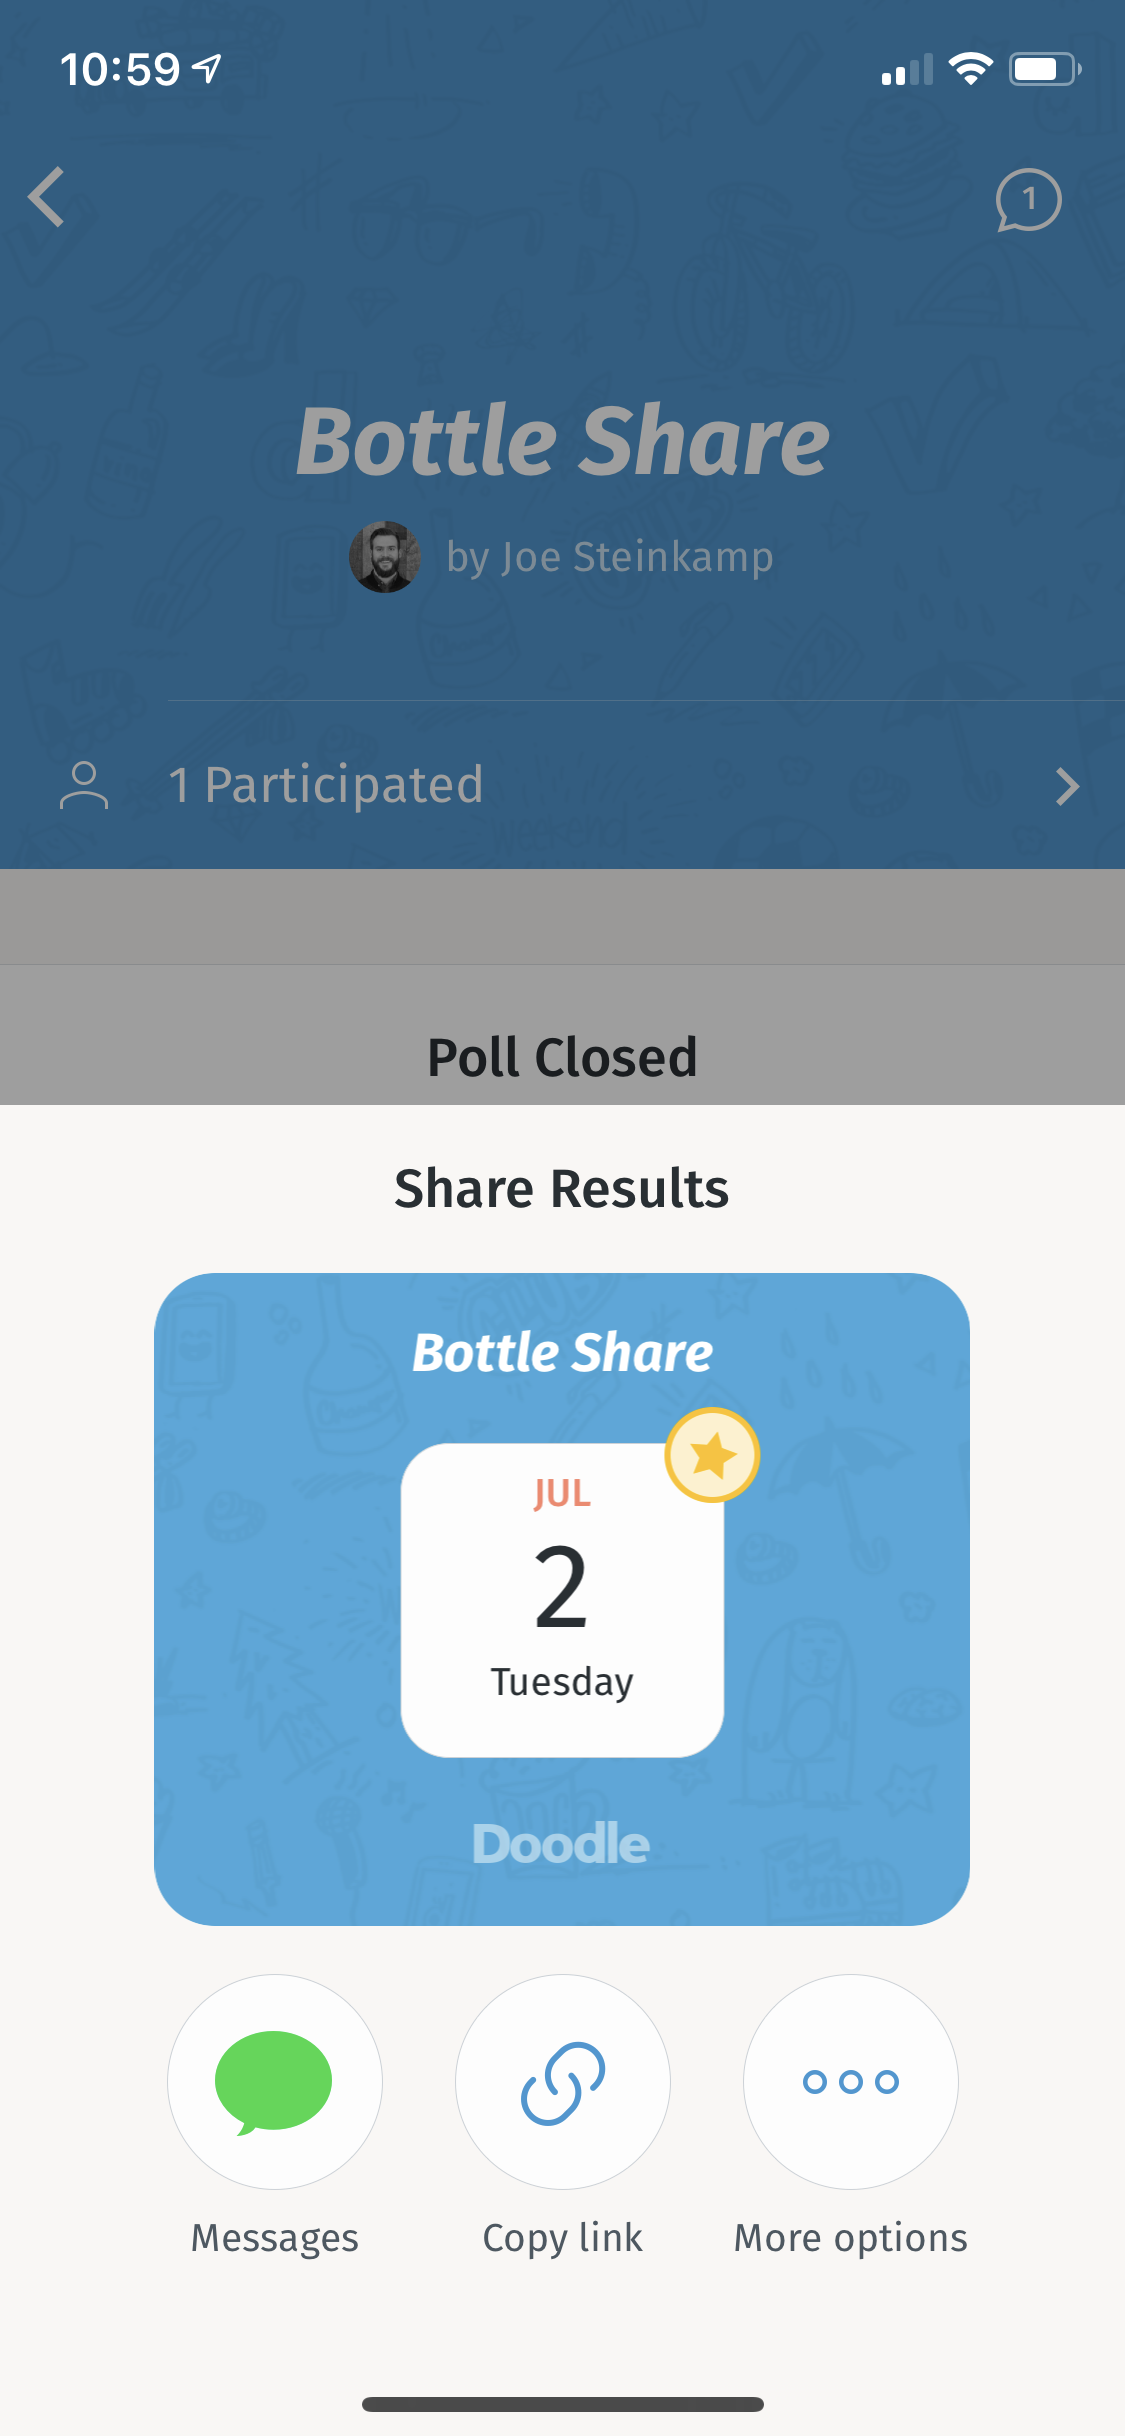 10:59
1
Bottle Share
by Joe Steinkamp
1 Participated
Poll Closed
Share Results
Bottle Share
JUL
2
Tuesday
Doodle
Messages
Copy link
More options